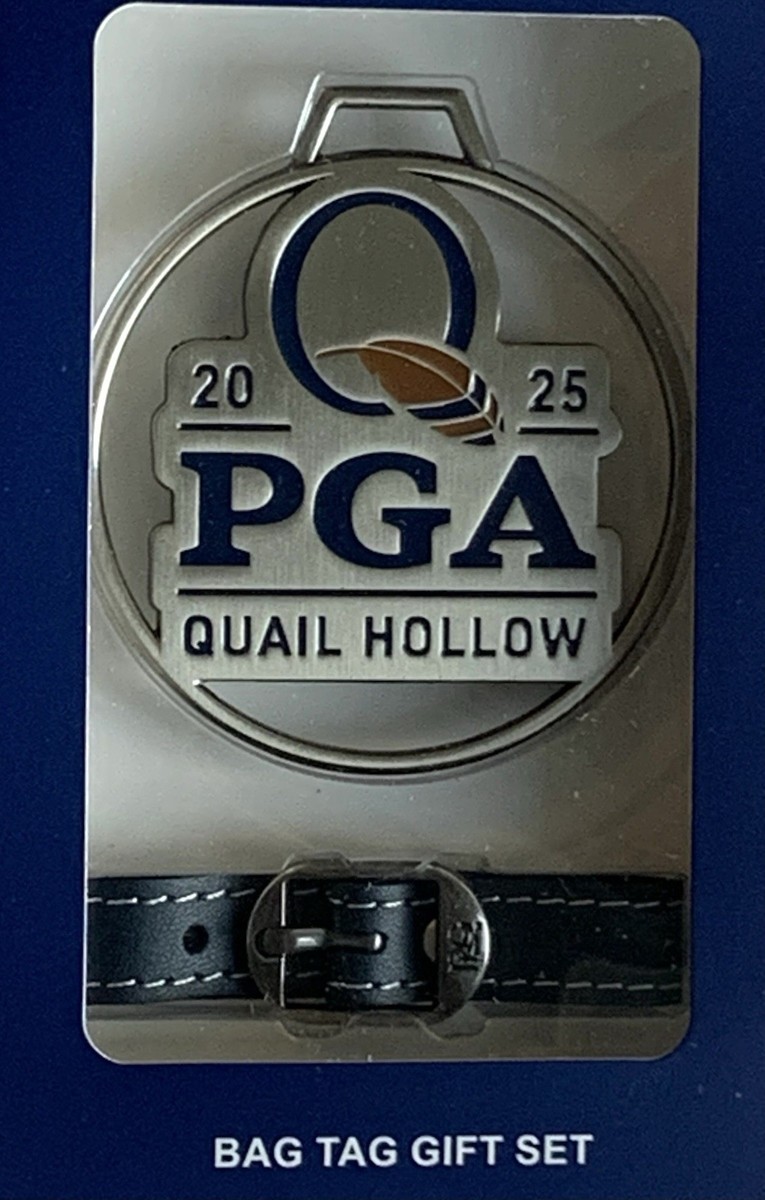 Q
20 25
PGA
QUAIL HOLLOW
BAG TAG GIFT SET